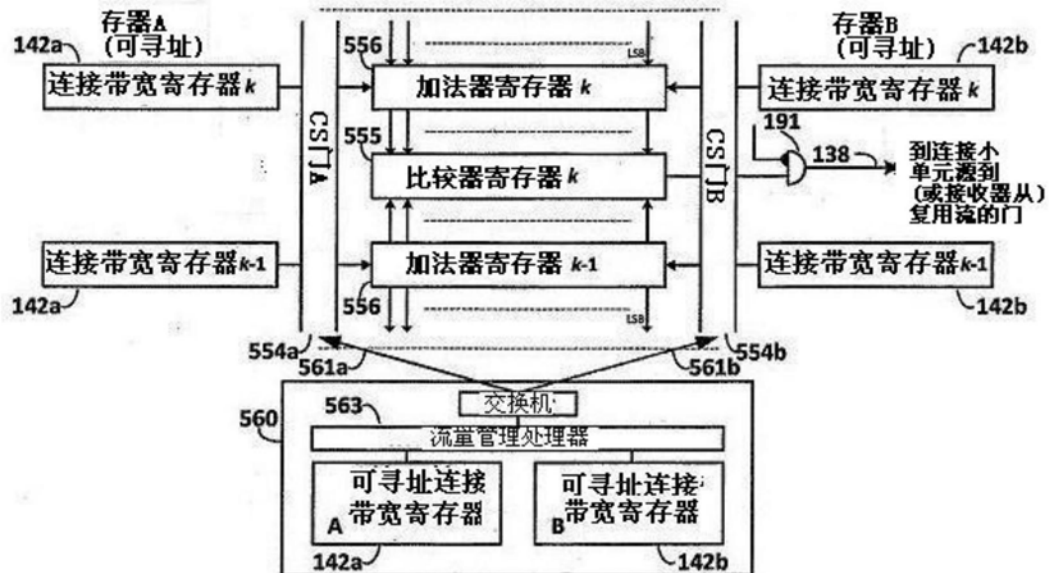 存器A
(可寻址)
142a
连接带宽寄存器 k
556
LSB
加法器寄存器 k
存器B
(可寻址)
142b
连接带宽寄存器 k
191
138
到连接小
单元源到
(或接收器从)
复用流的门
CS门A
555
比较器寄存器 k
CS门B
连接带宽寄存器 k-1
142a
加法器寄存器 k-1
556
LSB
连接带宽寄存器 k-1
142b
554a
561a
561b
554b
560
交换机
563
流量管理处理器
可寻址连接
带宽寄存器
A
142a
可寻址连接
带宽寄存器
B
142b